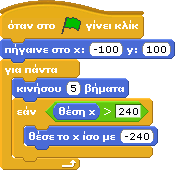 όταν στο γίνει κλίκ
πήγαινε στο x: -100 y: 100
για πάντα
κινήσου 5 βήματα
εάν θέση x > 240
θέσε το x ίσο με -240